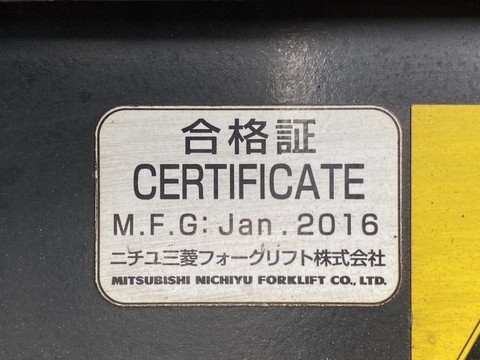 合格証
CERTIFICATE
M.F.G: Jan. 2016
ニチユ三菱フォークリフト株式会社
MITSUBISHI NICHIYU FORKLIFT CO., LTD.